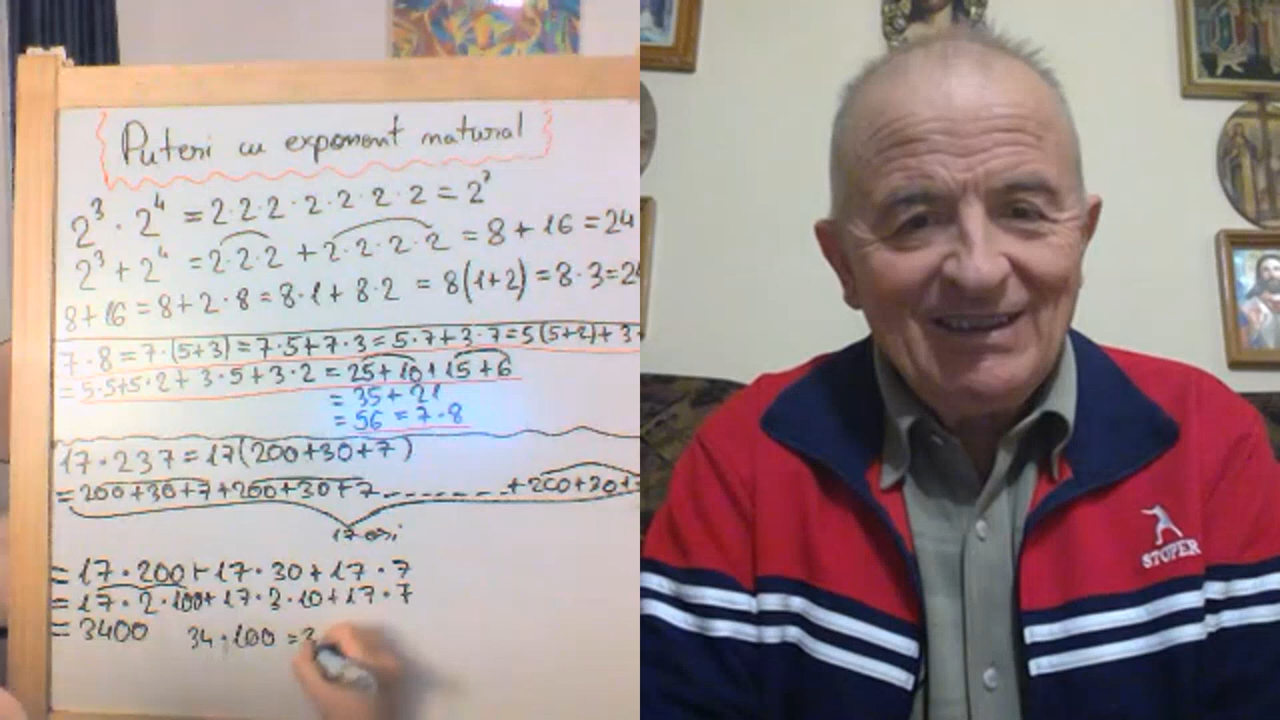 Puteri cu exponent natural
2³ · 2⁴ = 2·2·2·2·2·2·2 = 2⁷
2³ + 2⁴ = 2·2·2 + 2·2·2·2 = 8 + 16 = 24
8 + 16 = 8 + 2·8 = 8·1 + 8·2 = 8(1+2) = 8·3 = 24
7·8 = 7·(5+3) = 7·5+7·3 = 5·7+3·7 = 5(5+2)+3
= 5·5+5·2+3·5+3·2 = 25+10+15+6
= 35+21
= 56 = 7·8
17·237 = 17(200+30+7)
= 200+30+7+200+30+7 - - - - - - +200+30+7
17 ori
= 17·200+17·30+17·7
= 17·2·100+17·3·10+17·7
= 3400 34·100 = 3
STOPER